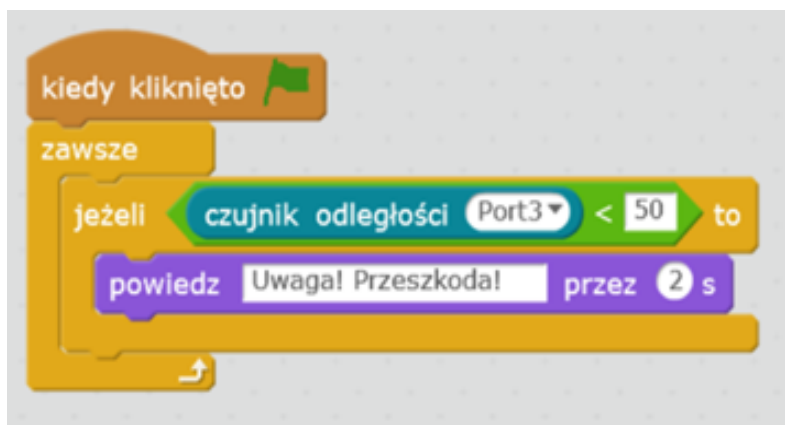 kiedy kliknięto
zawsze
jeżeli czujnik odległości Port3 < 50 to
powiedz Uwaga! Przeszkoda! przez 2 s